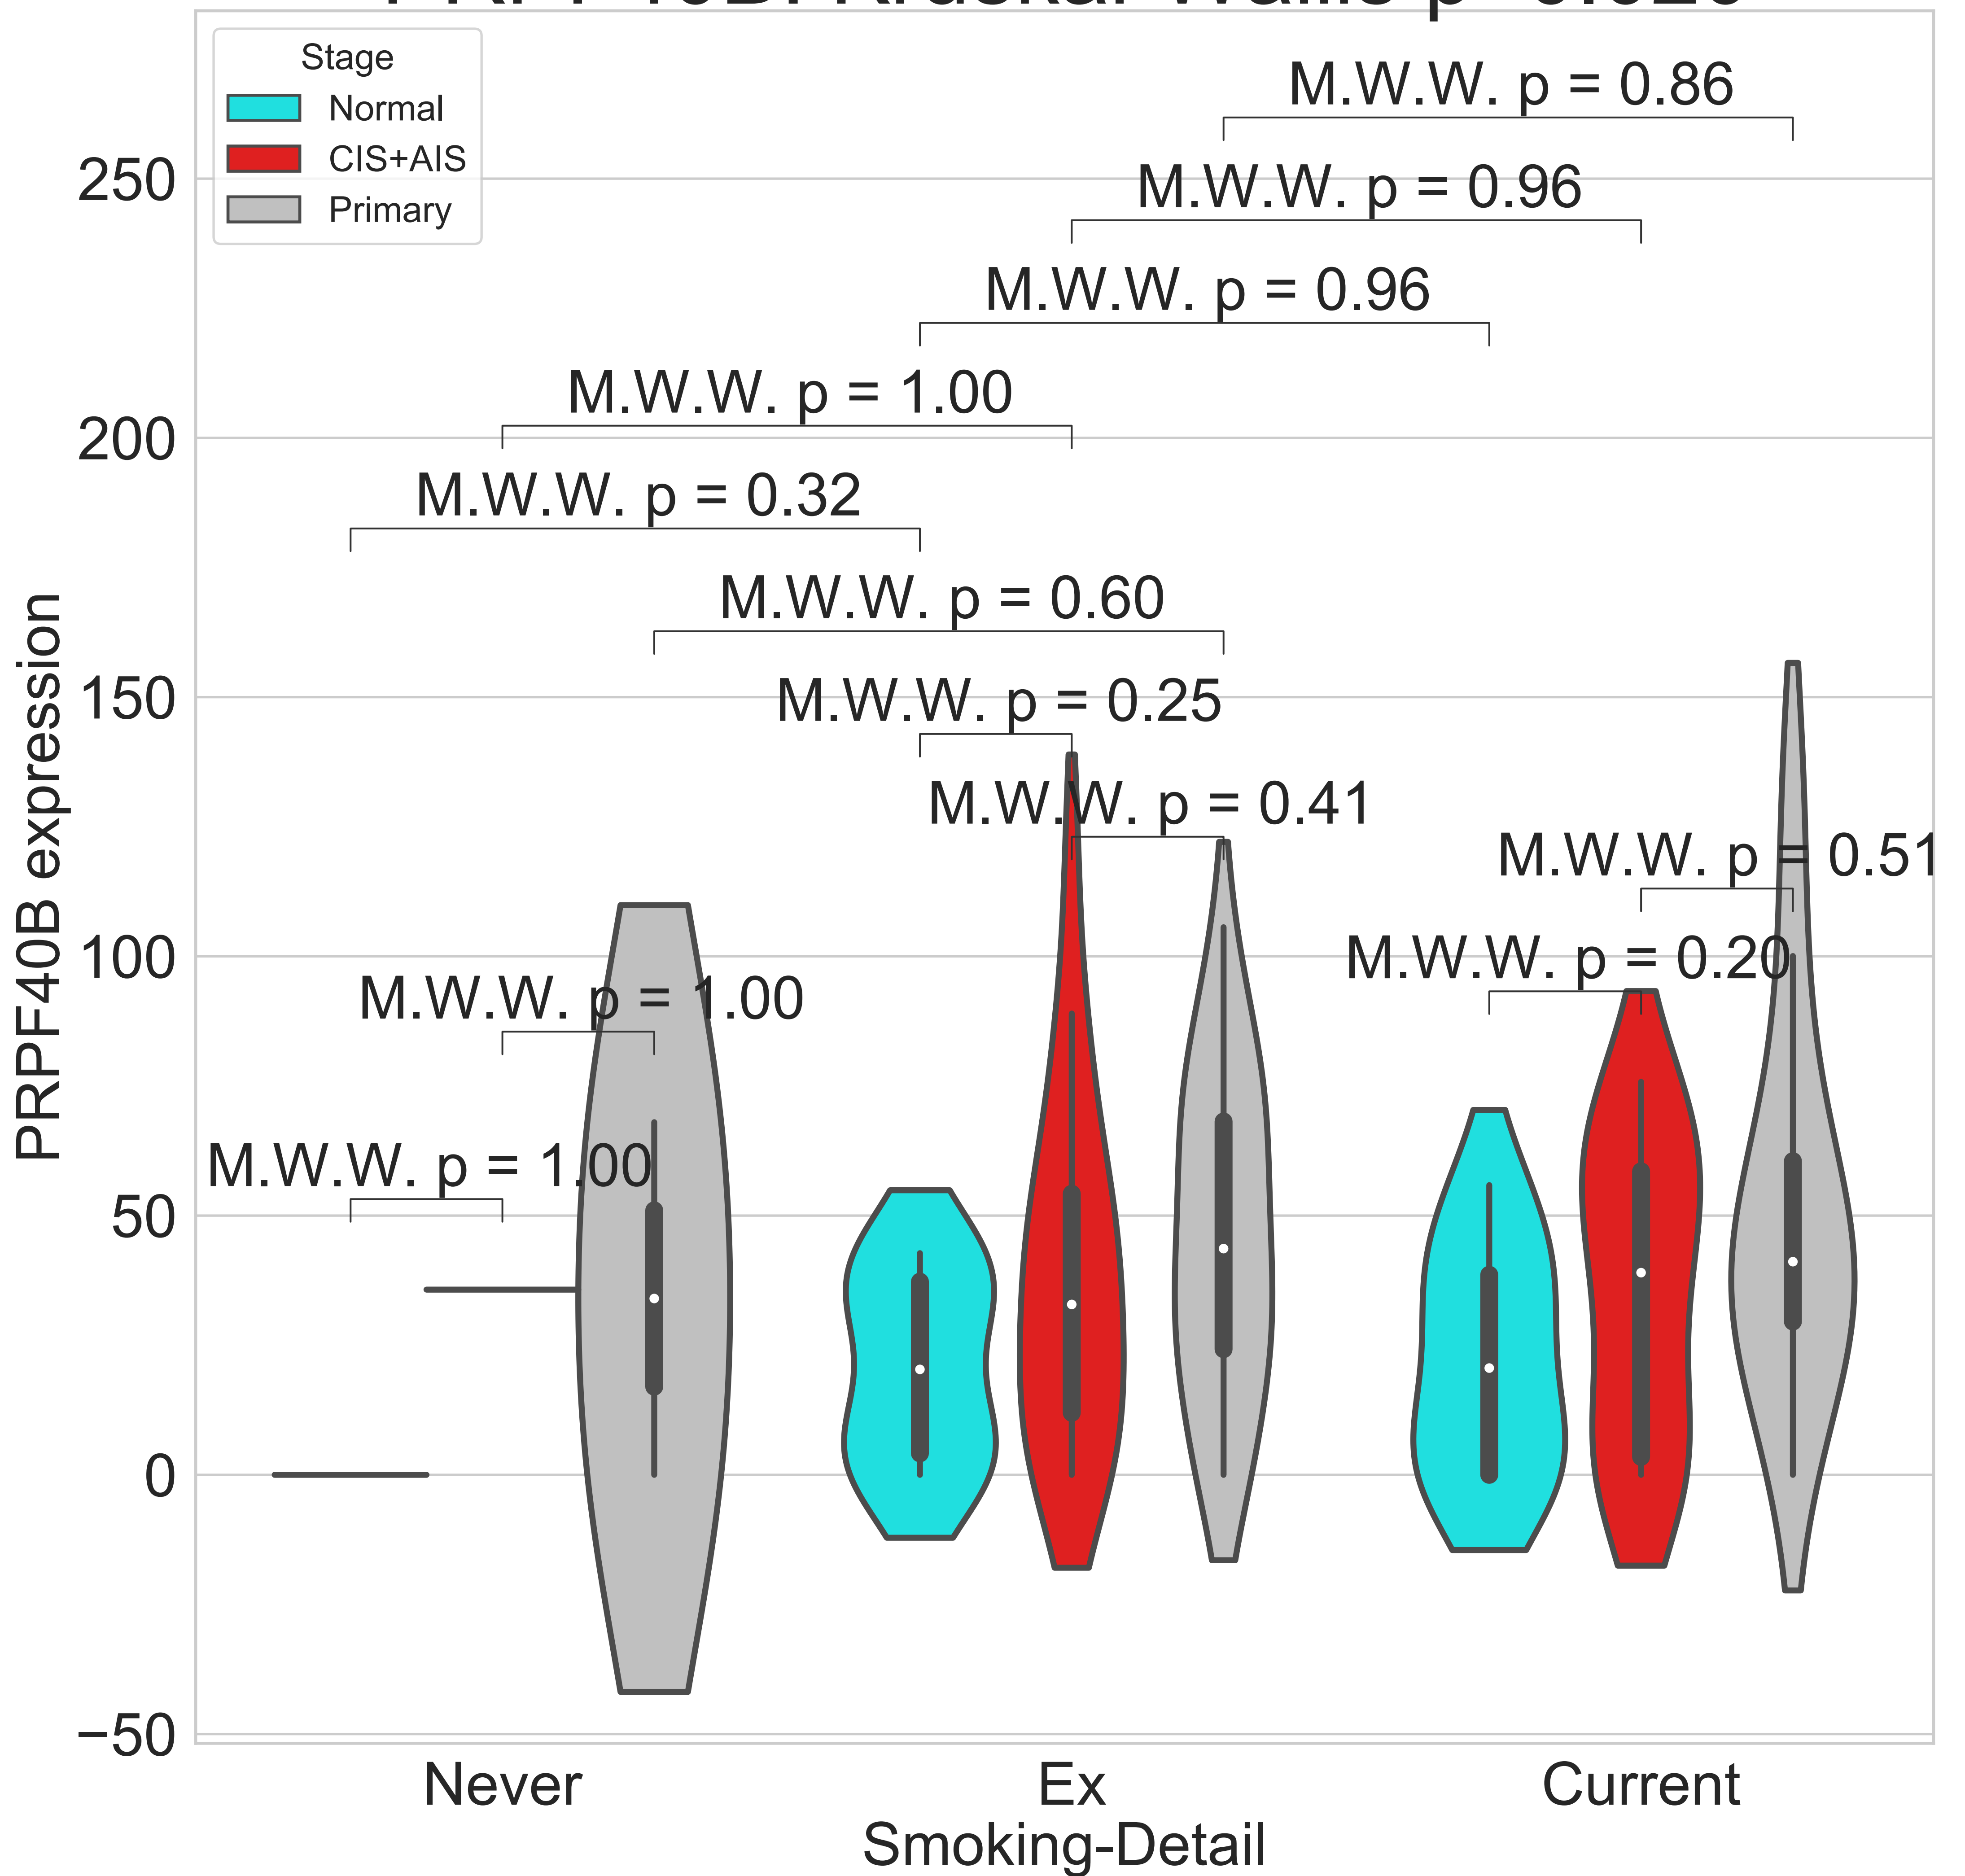 Stage
Normal
CIS+AIS
Primary
M.W.W. p = 0.86
M.W.W. p = 0.96
M.W.W. p = 0.96
M.W.W. p = 1.00
M.W.W. p = 0.32
M.W.W. p = 0.60
M.W.W. p = 0.25
M.W.W. p = 0.41
M.W.W. p = 0.51
M.W.W. p = 0.20
M.W.W. p = 1.00
M.W.W. p = 1.00
PRPF40B expression
250
200
150
100
50
0
−50
Never
Ex
Current
Smoking-Detail